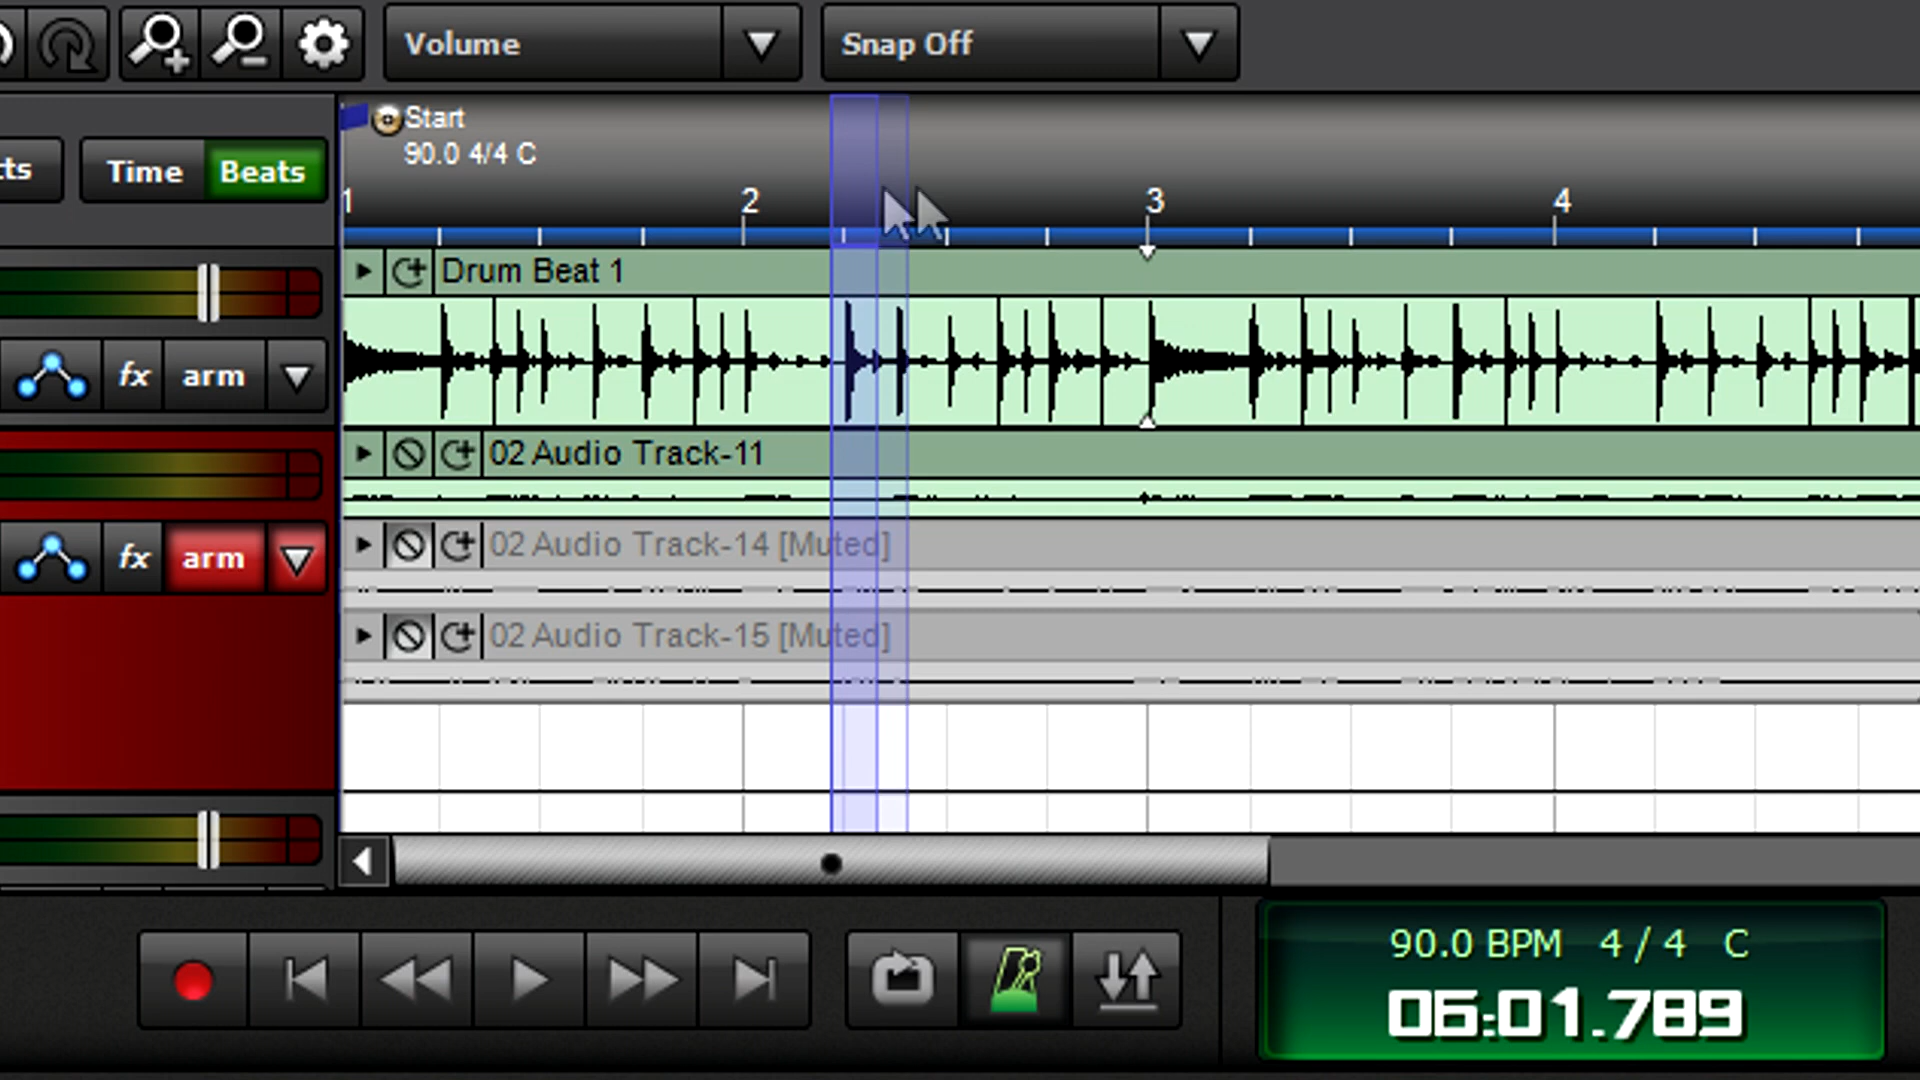 Volume
Snap Off
Start
90.0 4/4 C
ts
Time
Beats
1
2
3
4
Drum Beat 1
fx
arm
02 Audio Track-11
fx
arm
02 Audio Track-14 [Muted]
02 Audio Track-15 [Muted]
90.0 BPM 4 / 4 C
06:01.789